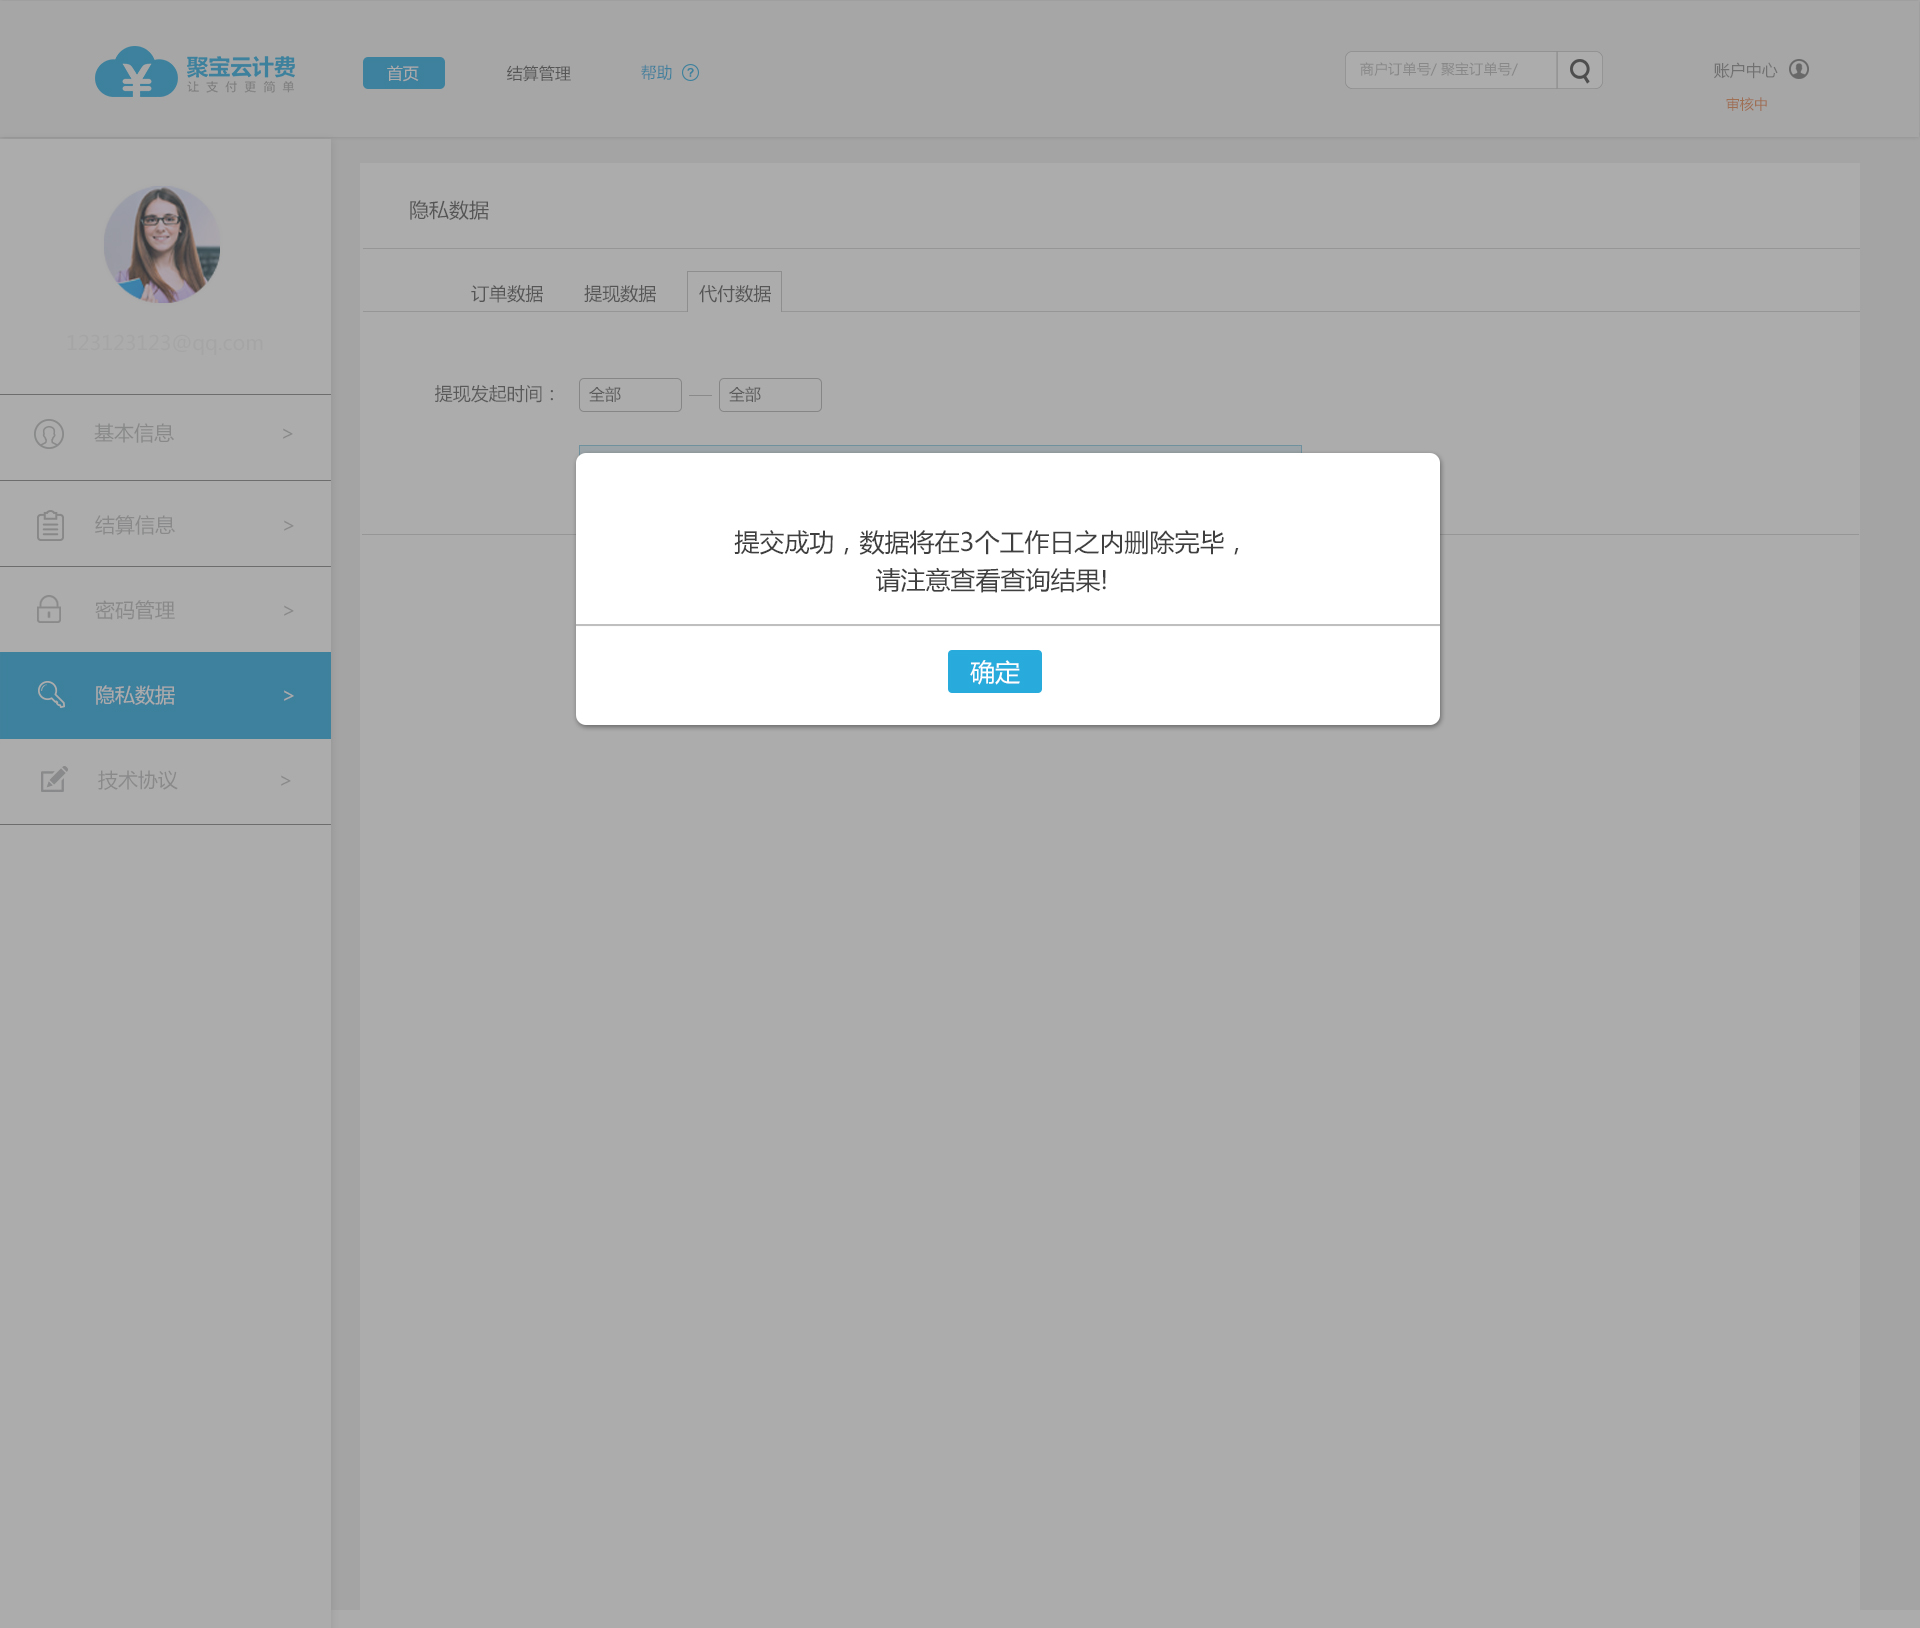 聚宝云计费
让支付更简单
首页
结算管理
帮助 ?
商户订单号/ 聚宝订单号/
账户中心
审核中
123123123@qq.com
基本信息 >
结算信息 >
密码管理 >
隐私数据 >
技术协议 >
隐私数据
订单数据 提现数据 代付数据
提现发起时间： 全部 — 全部
提交成功，数据将在3个工作日之内删除完毕，
请注意查看查询结果!
确定